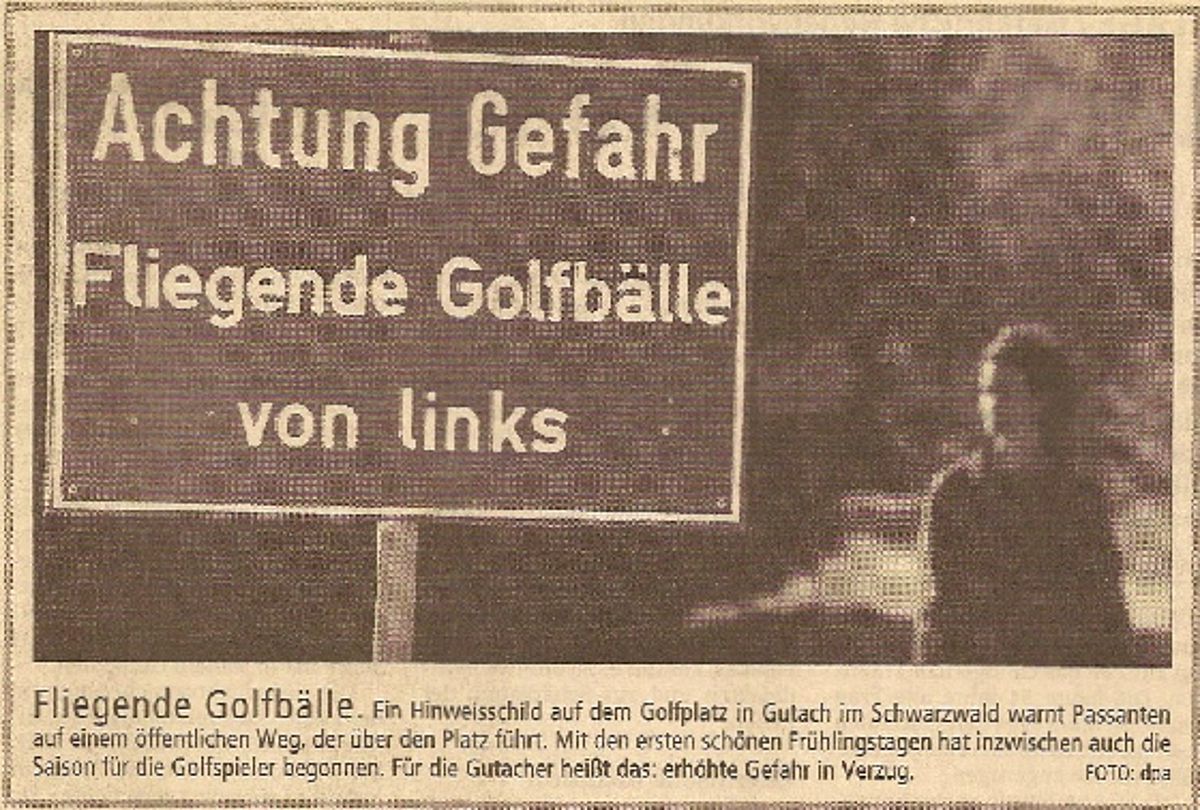 Achtung Gefahr
Fliegende Golfbälle
von links
Fliegende Golfbälle. Ein Hinweisschild auf dem Golfplatz in Gutach im Schwarzwald warnt Passanten
auf einem öffentlichen Weg, der über den Platz führt. Mit den ersten schönen Frühlingstagen hat inzwischen auch die
Saison für die Golfspieler begonnen. Für die Gutacher heißt das: erhöhte Gefahr in Verzug.
FOTO: dpa